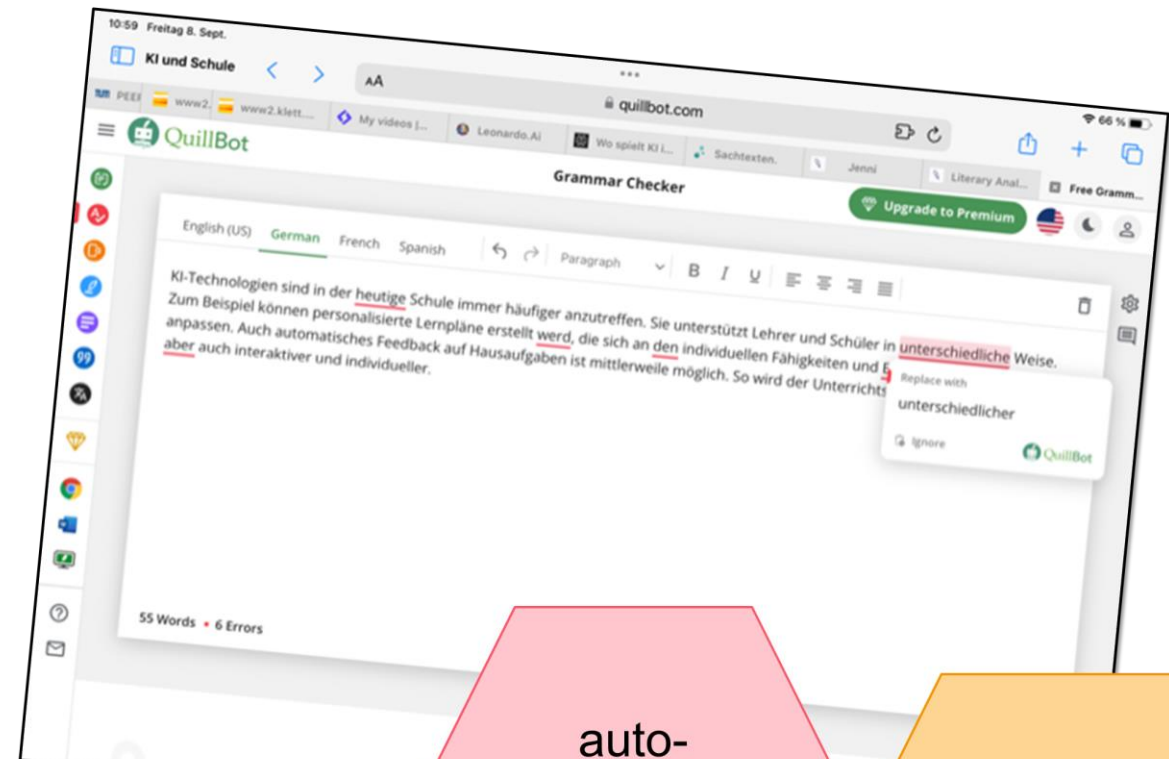 10:59 Freitag 8. Sept.
66 %
KI und Schule
AA
quillbot.com
PEEI
www2.
www2.klett....
My videos |...
Leonardo.Ai
Wo spielt KI i...
Sachtexten.
Jenni
Literary Anal...
Free Gramm...
QuillBot
Grammar Checker
Upgrade to Premium
English (US) German French Spanish
Paragraph
B I U
KI-Technologien sind in der heutige Schule immer häufiger anzutreffen. Sie unterstützt Lehrer und Schüler in unterschiedliche Weise.
Zum Beispiel können personalisierte Lernpläne erstellt werd, die sich an den individuellen Fähigkeiten und
anpassen. Auch automatisches Feedback auf Hausaufgaben ist mittlerweile möglich. So wird der Unterrichts
aber auch interaktiver und individueller.
Replace with
unterschiedlicher
Ignore
QuillBot
55 Words • 6 Errors
auto-